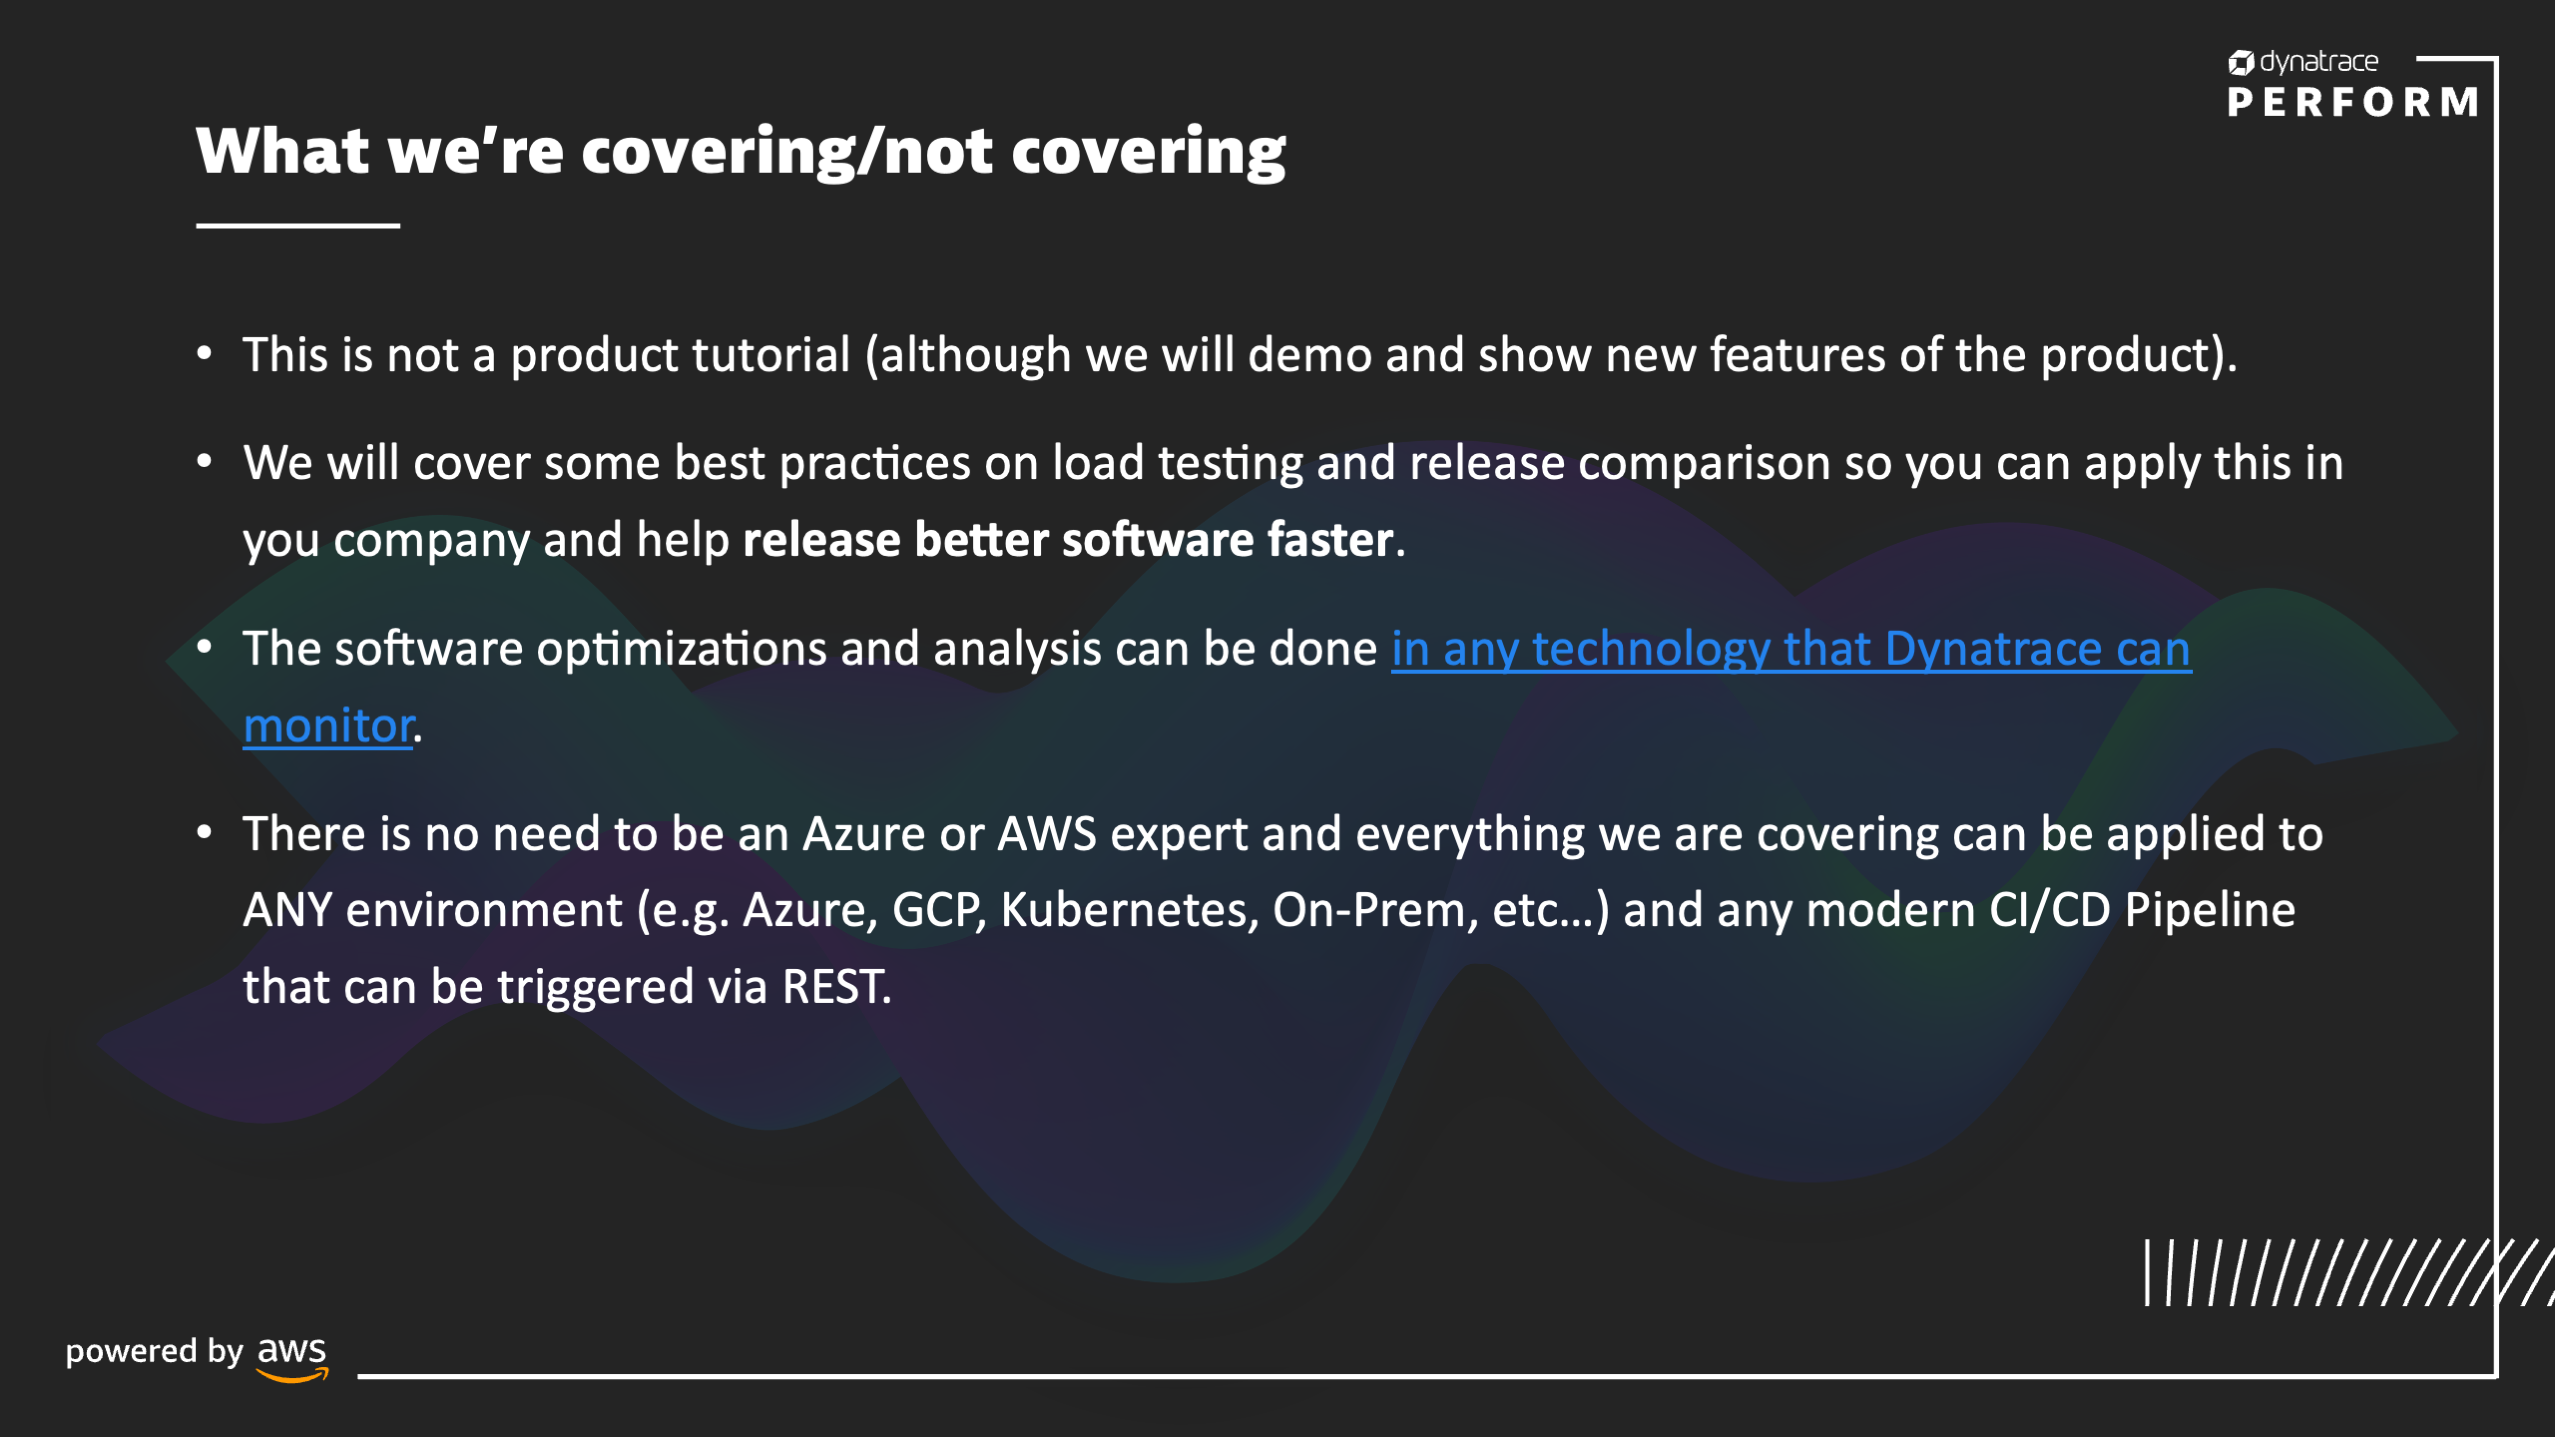 dynatrace
PERFORM
What we’re covering/not covering
• This is not a product tutorial (although we will demo and show new features of the product).
• We will cover some best practices on load testing and release comparison so you can apply this in
you company and help release better software faster.
• The software optimizations and analysis can be done in any technology that Dynatrace can
monitor.
• There is no need to be an Azure or AWS expert and everything we are covering can be applied to
ANY environment (e.g. Azure, GCP, Kubernetes, On-Prem, etc…) and any modern CI/CD Pipeline
that can be triggered via REST.
powered by aws